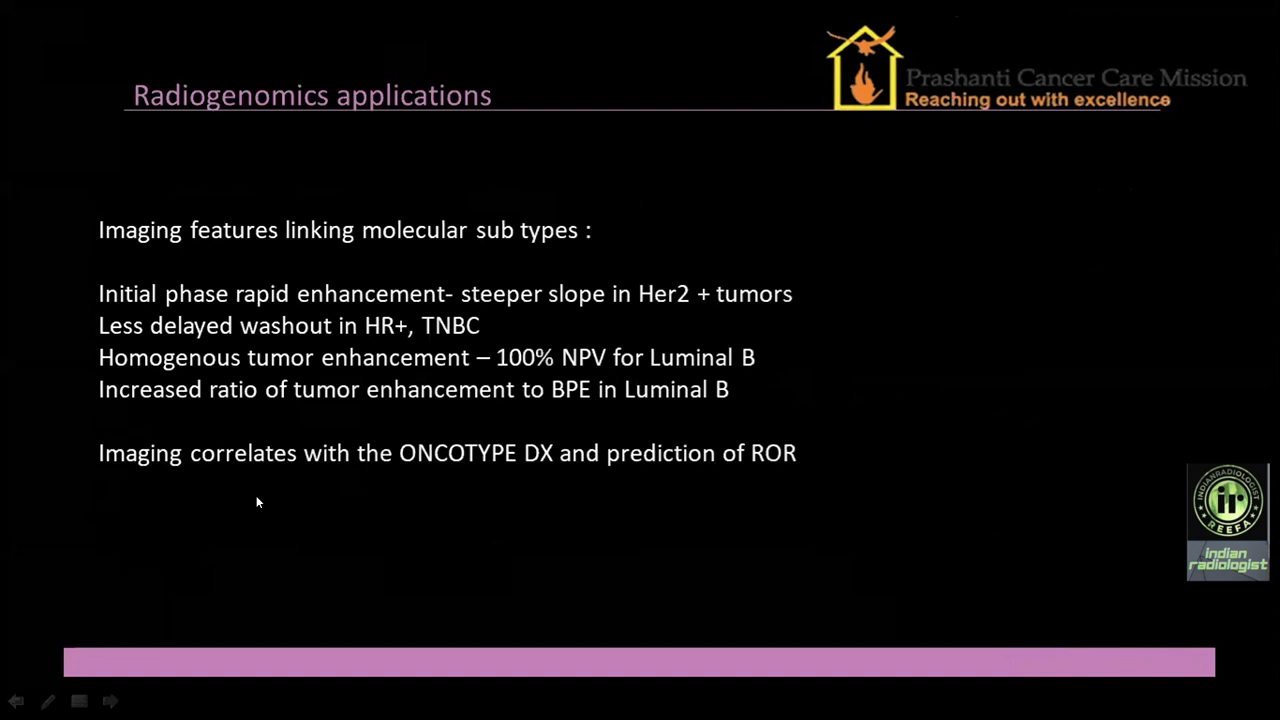 Radiogenomics applications
Prashanti Cancer Care Mission
Reaching out with excellence
Imaging features linking molecular sub types :
Initial phase rapid enhancement- steeper slope in Her2 + tumors
Less delayed washout in HR+, TNBC
Homogenous tumor enhancement – 100% NPV for Luminal B
Increased ratio of tumor enhancement to BPE in Luminal B
Imaging correlates with the ONCOTYPE DX and prediction of ROR
INDIANRADIOLOGIST
ir
REEFA
indian
radiologist